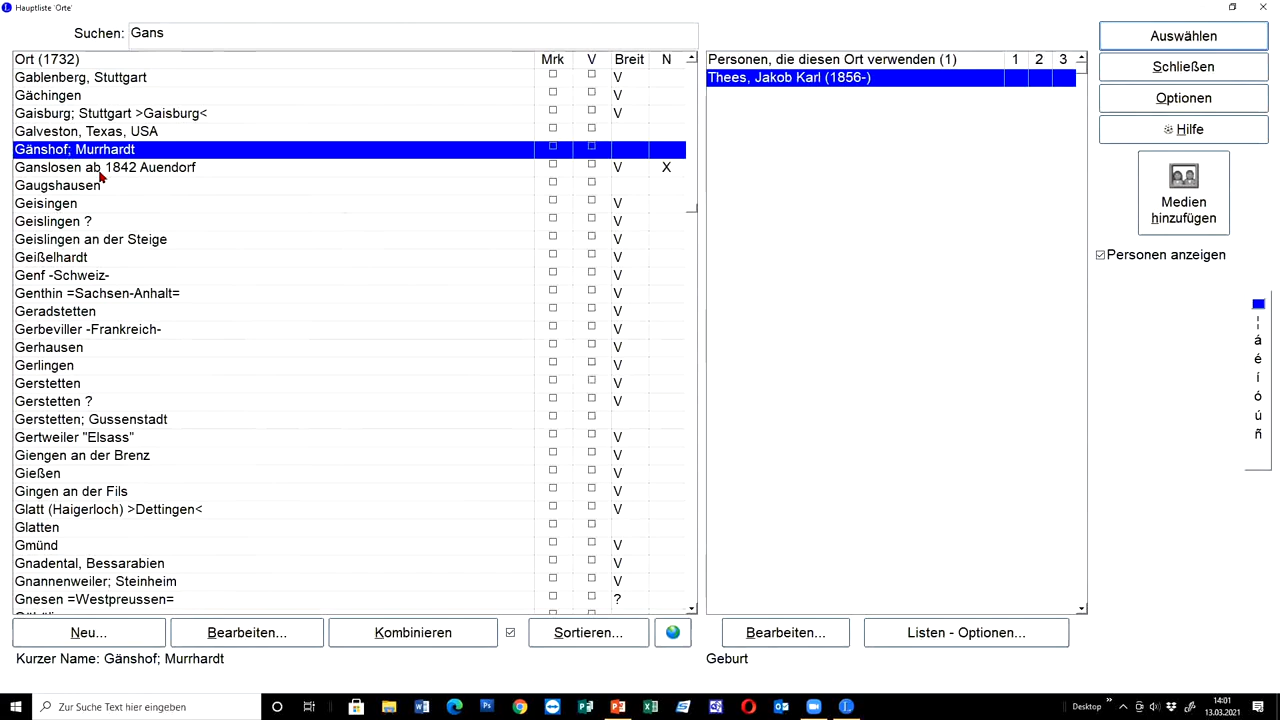 Hauptliste 'Orte'
Suchen: Gans
Ort (1732) Mrk V Breit N
Gablenberg, Stuttgart V
Gächingen V
Gaisburg; Stuttgart >Gaisburg< V
Galveston, Texas, USA
Gänshof; Murrhardt
Ganslosen ab 1842 Auendorf V X
Gaugshausen
Geisingen V
Geislingen ? V
Geislingen an der Steige V
Geißelhardt V
Genf -Schweiz- V
Genthin =Sachsen-Anhalt= V
Geradstetten V
Gerbeviller -Frankreich- V
Gerhausen V
Gerlingen V
Gerstetten V
Gerstetten ? V
Gerstetten; Gussenstadt
Gertweiler "Elsass" V
Giengen an der Brenz V
Gießen V
Gingen an der Fils V
Glatt (Haigerloch) >Dettingen< V
Glatten
Gmünd V
Gnadental, Bessarabien V
Gnannenweiler; Steinheim V
Gnesen =Westpreussen= ?
Neu... Bearbeiten... Kombinieren Sortieren...
Kurzer Name: Gänshof; Murrhardt
Personen, die diesen Ort verwenden (1) 1 2 3
Thees, Jakob Karl (1856-)
Bearbeiten... Listen - Optionen...
Geburt
Auswählen
Schließen
Optionen
Hilfe
Medien
hinzufügen
Personen anzeigen
á
é
í
ó
ú
ñ
Zur Suche Text hier eingeben
Desktop
14:01
13.03.2021